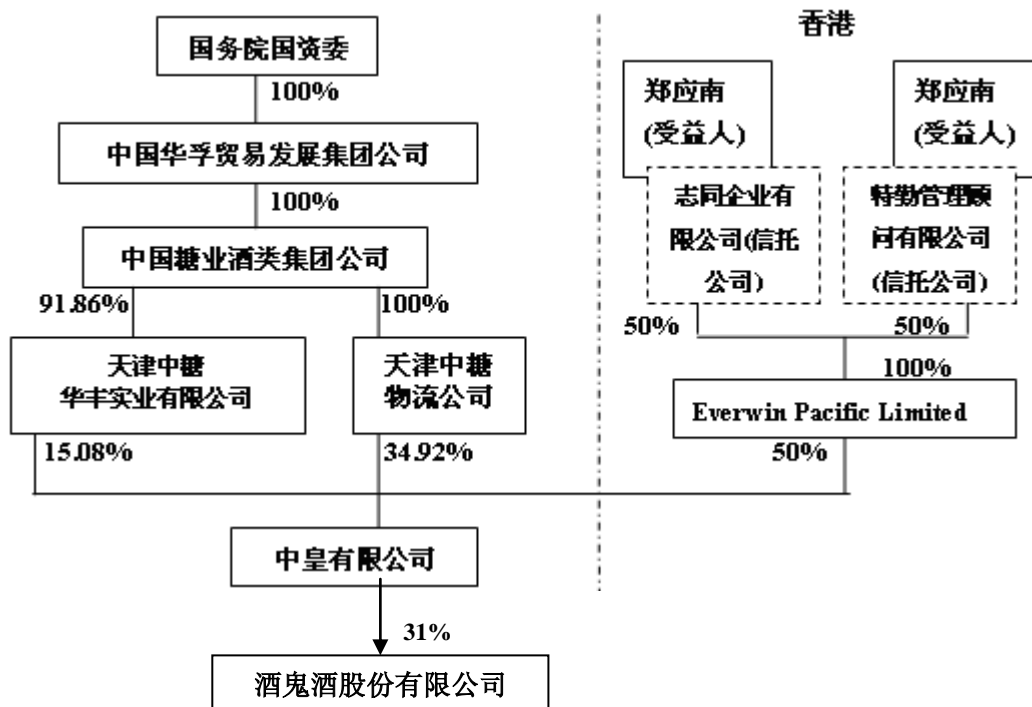 香港
国务院国资委
100%
中国华孚贸易发展集团公司
100%
中国糖业酒类集团公司
91.86%
100%
天津中糖
华丰实业有限公司
天津中糖
物流公司
15.08%
34.92%
郑应南
(受益人)
郑应南
(受益人)
志同企业有
限公司(信托
公司)
特勤管理顾
问有限公司
(信托公司)
50%
50%
100%
Everwin Pacific Limited
50%
中皇有限公司
31%
酒鬼酒股份有限公司